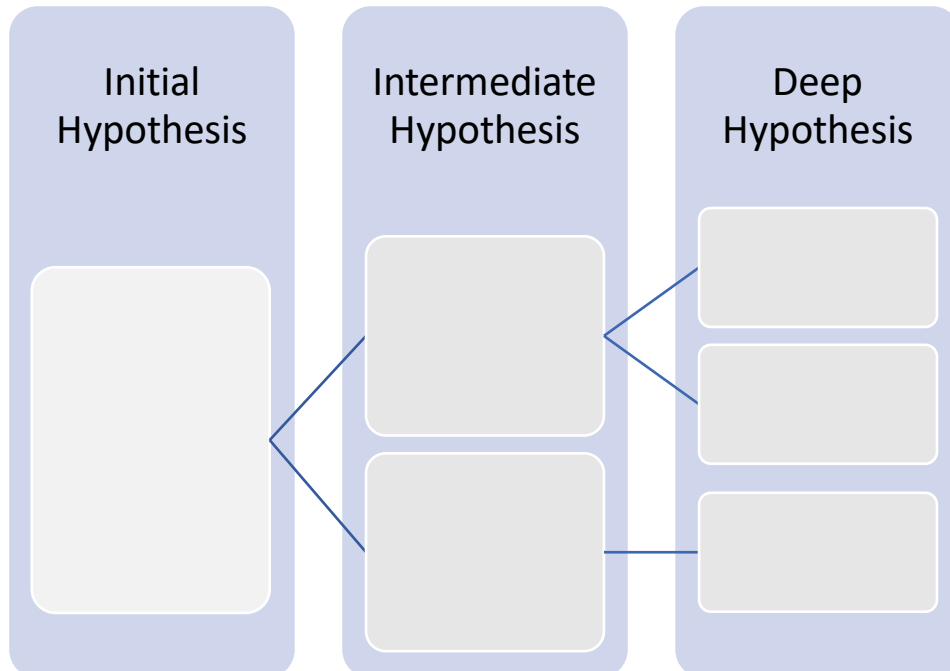 Initial
Hypothesis
Intermediate
Hypothesis
Deep
Hypothesis